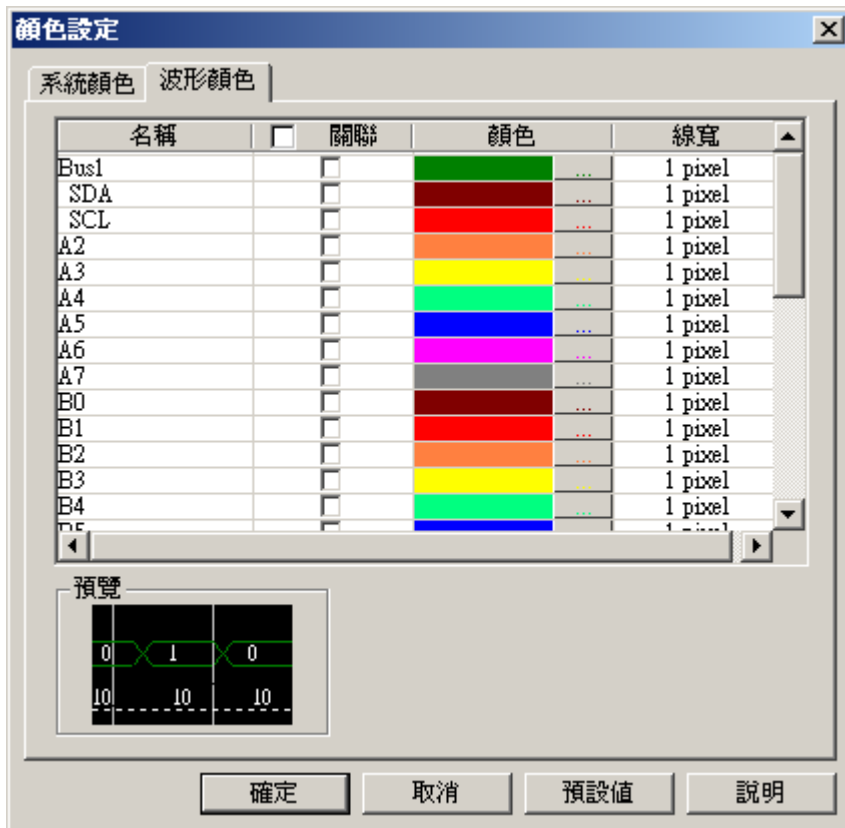 顏色設定
系統顏色 波形顏色
名稱 關聯 顏色 線寬
Bus1 ... 1 pixel
SDA ... 1 pixel
SCL ... 1 pixel
A2 ... 1 pixel
A3 ... 1 pixel
A4 ... 1 pixel
A5 ... 1 pixel
A6 ... 1 pixel
A7 ... 1 pixel
B0 ... 1 pixel
B1 ... 1 pixel
B2 ... 1 pixel
B3 ... 1 pixel
B4 ... 1 pixel
預覽
0 1 0
10 10 10
確定 取消 預設値 說明